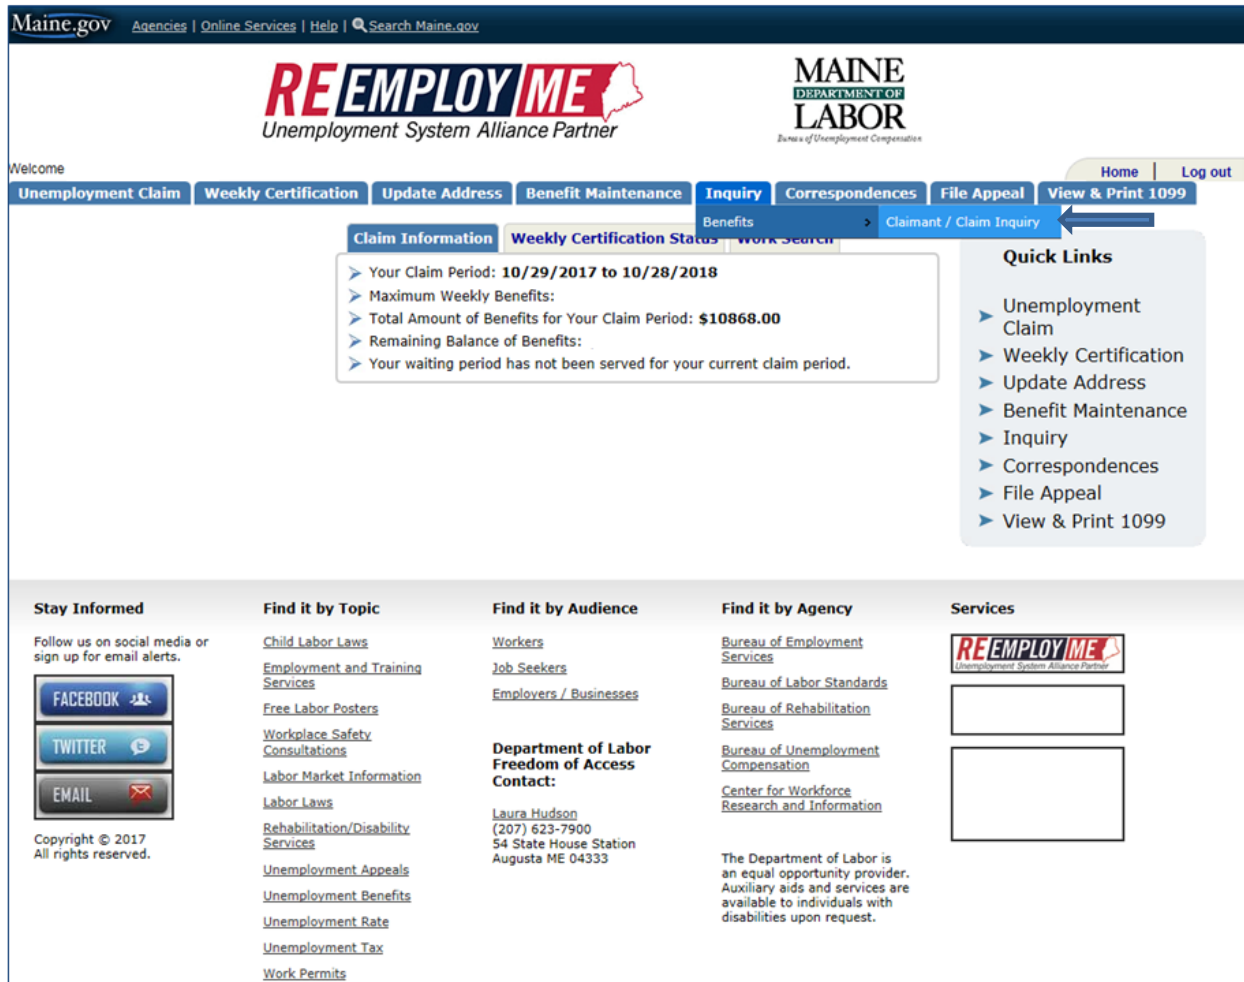 Maine.gov Agencies | Online Services | Help | Search Maine.gov
REEMPLOYME
Unemployment System Alliance Partner
MAINE
DEPARTMENT OF
LABOR
Bureau of Unemployment Compensation
Welcome
Home | Log out
Unemployment Claim Weekly Certification Update Address Benefit Maintenance Inquiry Correspondences File Appeal View & Print 1099
Benefits > Claimant / Claim Inquiry
Claim Information Weekly Certification Status Work Search
Your Claim Period: 10/29/2017 to 10/28/2018
Maximum Weekly Benefits:
Total Amount of Benefits for Your Claim Period: $10868.00
Remaining Balance of Benefits:
Your waiting period has not been served for your current claim period.
Quick Links
Unemployment
Claim
Weekly Certification
Update Address
Benefit Maintenance
Inquiry
Correspondences
File Appeal
View & Print 1099
Stay Informed
Follow us on social media or
sign up for email alerts.
FACEBOOK
TWITTER
EMAIL
Copyright © 2017
All rights reserved.
Find it by Topic
Child Labor Laws
Employment and Training
Services
Free Labor Posters
Workplace Safety
Consultations
Labor Market Information
Labor Laws
Rehabilitation/Disability
Services
Unemployment Appeals
Unemployment Benefits
Unemployment Rate
Unemployment Tax
Work Permits
Find it by Audience
Workers
Job Seekers
Employers / Businesses
Department of Labor
Freedom of Access
Contact:
Laura Hudson
(207) 623-7900
54 State House Station
Augusta ME 04333
Find it by Agency
Bureau of Employment
Services
Bureau of Labor Standards
Bureau of Rehabilitation
Services
Bureau of Unemployment
Compensation
Center for Workforce
Research and Information
The Department of Labor is
an equal opportunity provider.
Auxiliary aids and services are
available to individuals with
disabilities upon request.
Services
REEMPLOYME
Unemployment System Alliance Partner